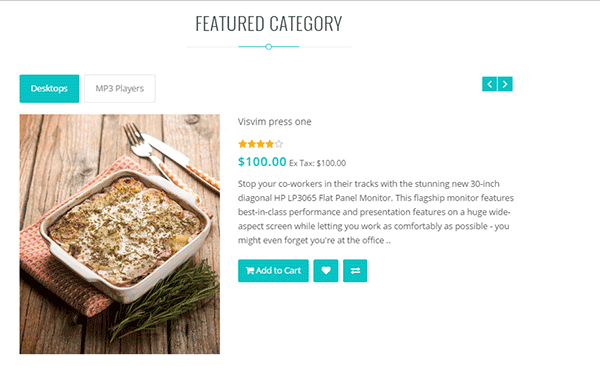 FEATURED CATEGORY
Desktops
MP3 Players
Visvim press one
$100.00 Ex Tax: $100.00
Stop your co-workers in their tracks with the stunning new 30-inch
diagonal HP LP3065 Flat Panel Monitor. This flagship monitor features
best-in-class performance and presentation features on a huge wide-
aspect screen while letting you work as comfortably as possible - you
might even forget you're at the office ..
Add to Cart